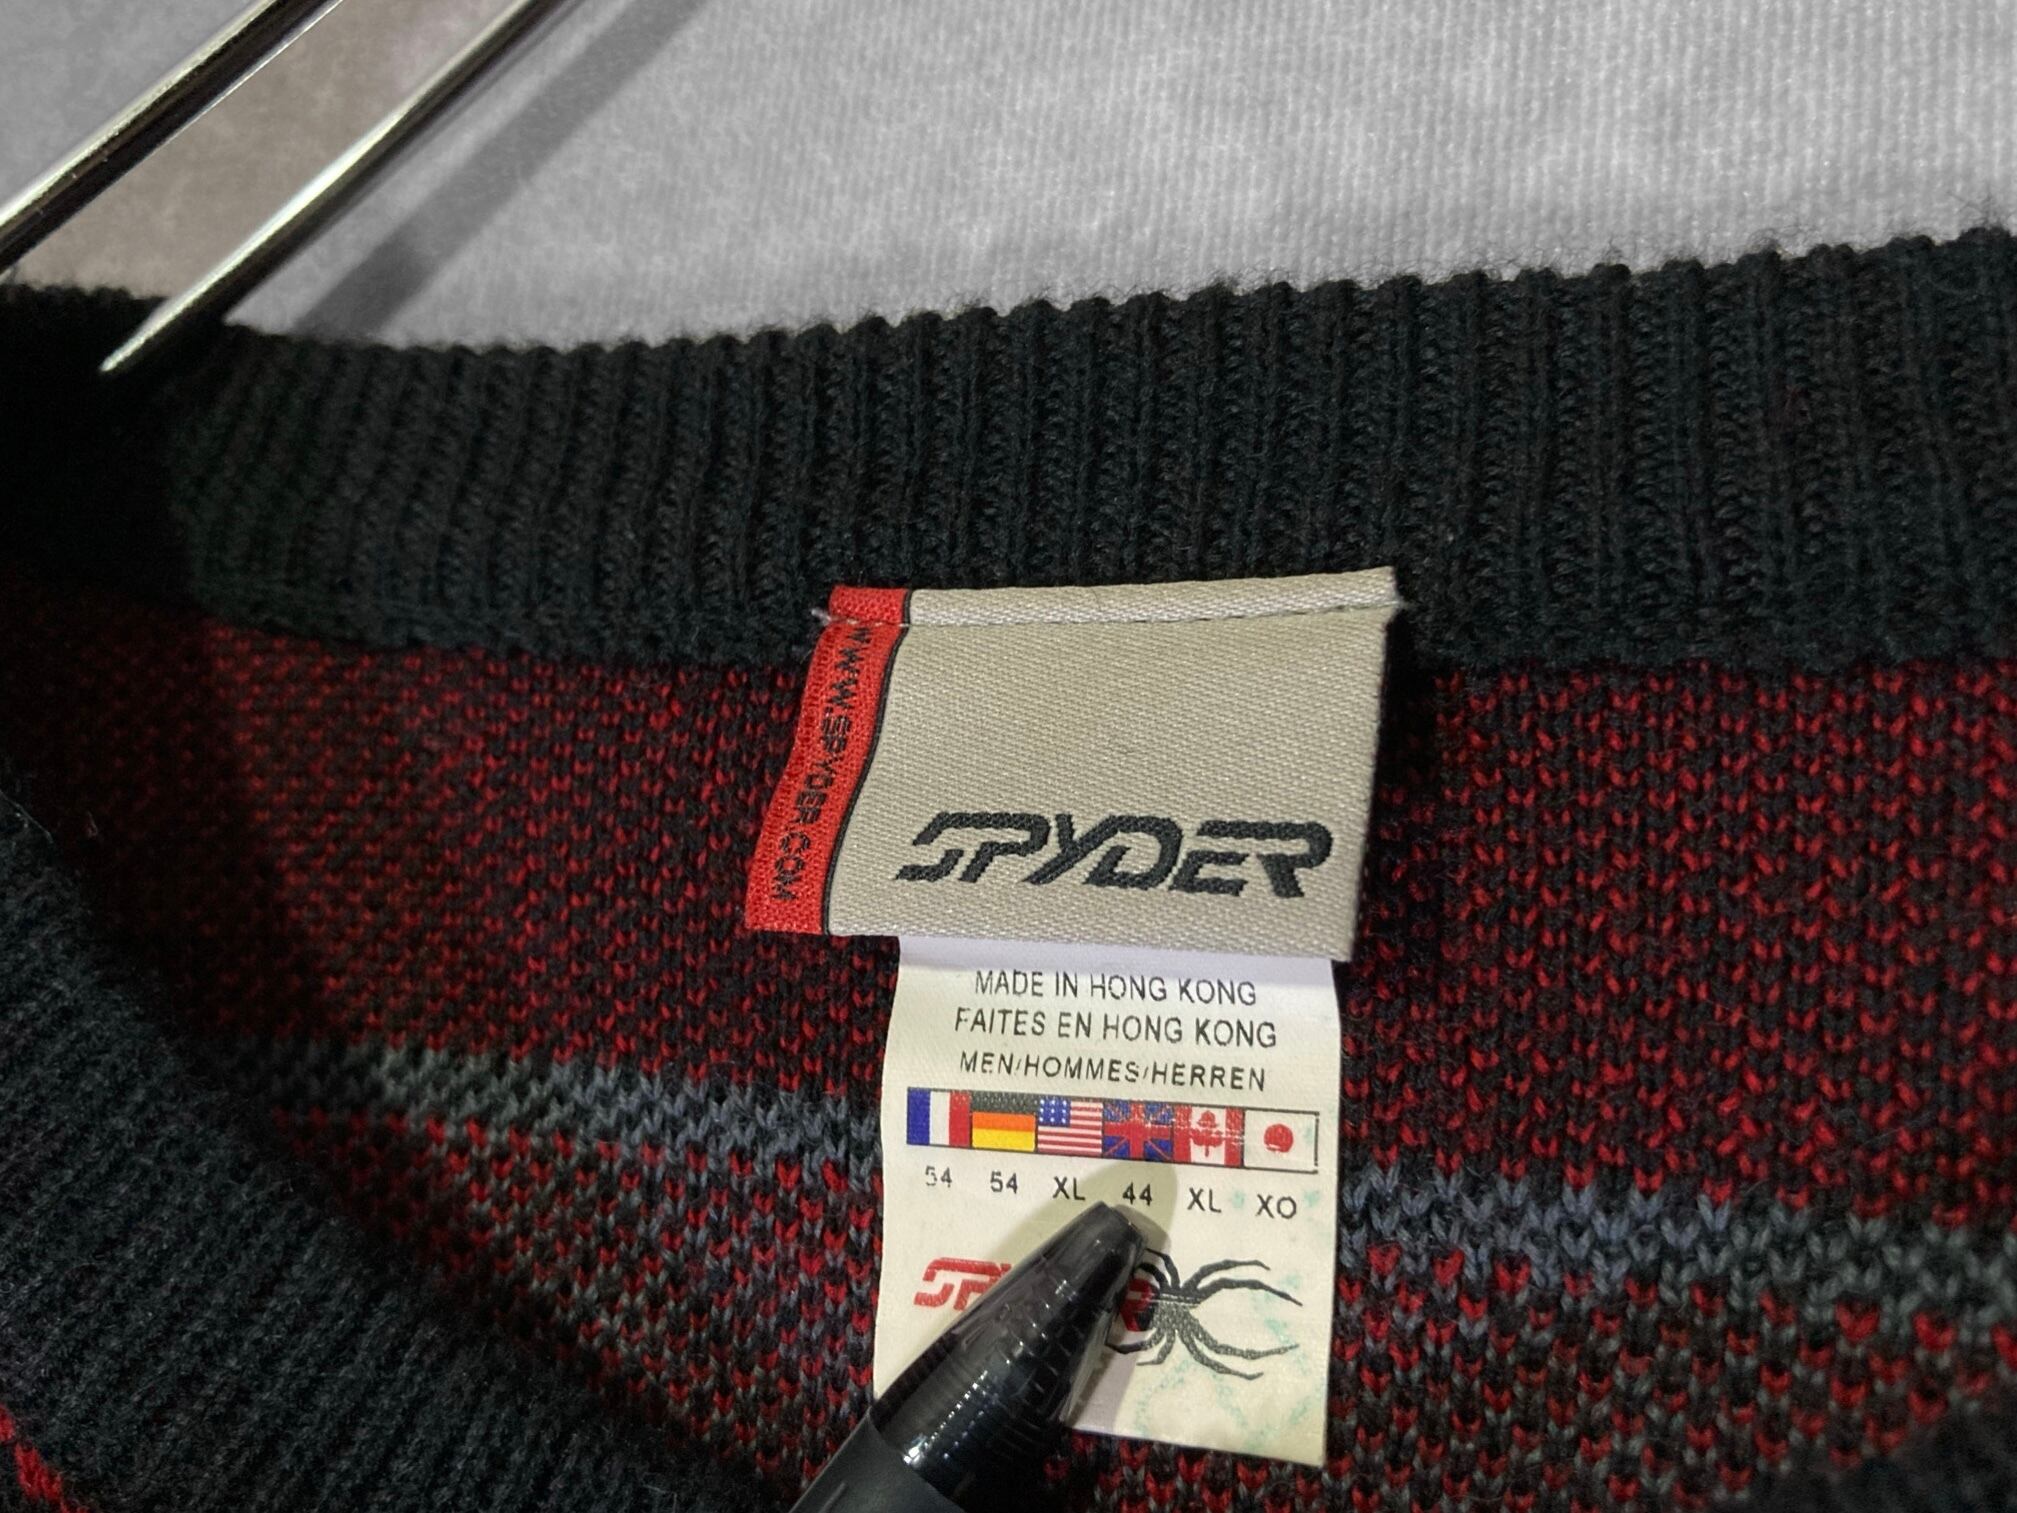 WWW.SPYDER.COM
SPYDER
MADE IN HONG KONG
FAITES EN HONG KONG
MEN/HOMMES/HERREN
54 54 XL 44 XL XO